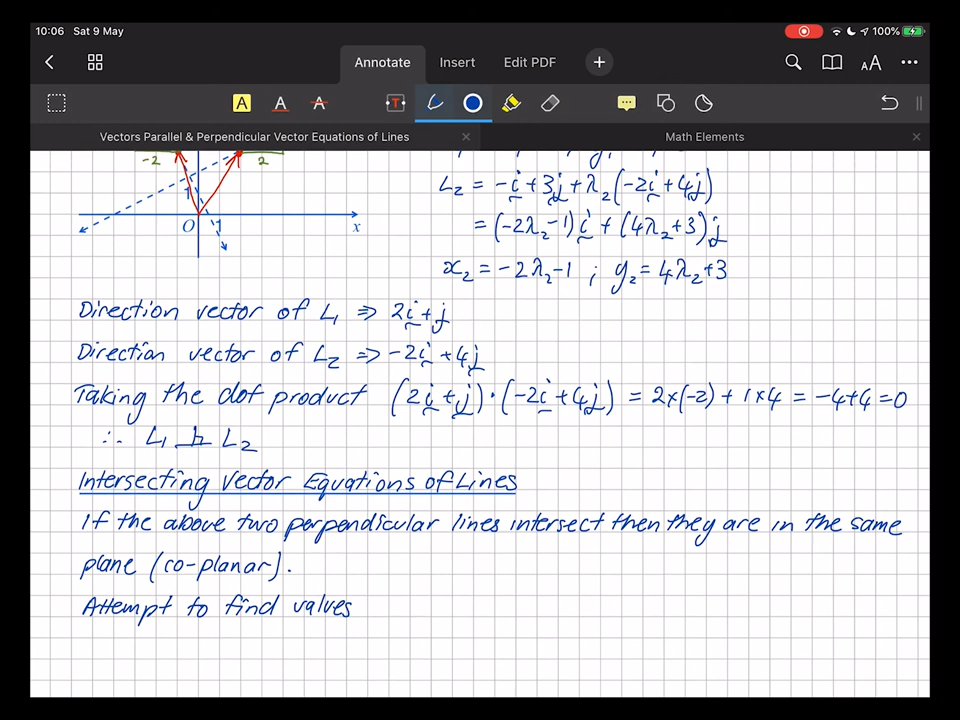 10:06 Sat 9 May
100%
Annotate Insert Edit PDF
Vectors Parallel & Perpendicular Vector Equations of Lines
Math Elements
-2
2
1
O
1
x
L₂ = -i + 3j + λ₂(-2i + 4j)
= (-2λ₂-1)i + (4λ₂+3)j
x₂ = -2λ₂-1 ; y₂ = 4λ₂+3
Direction vector of L₁ ⇒ 2i + j
Direction vector of L₂ ⇒ -2i + 4j
Taking the dot product (2i + j)·(-2i + 4j) = 2×(-2) + 1×4 = -4+4 = 0
∴ L₁ ⊥ L₂
Intersecting Vector Equations of Lines
If the above two perpendicular lines intersect then they are in the same
plane (co-planar).
Attempt to find values